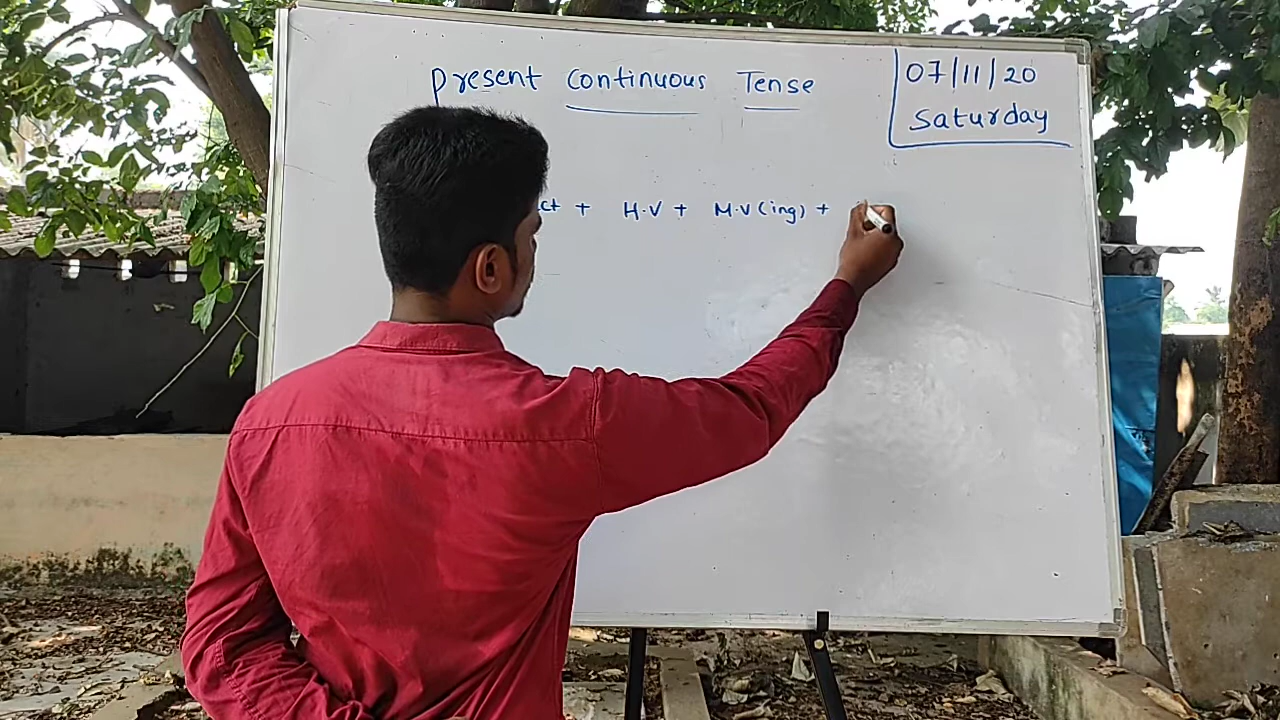 Present Continuous Tense
07/11/20
Saturday
ct + H.V + M.V(ing) +